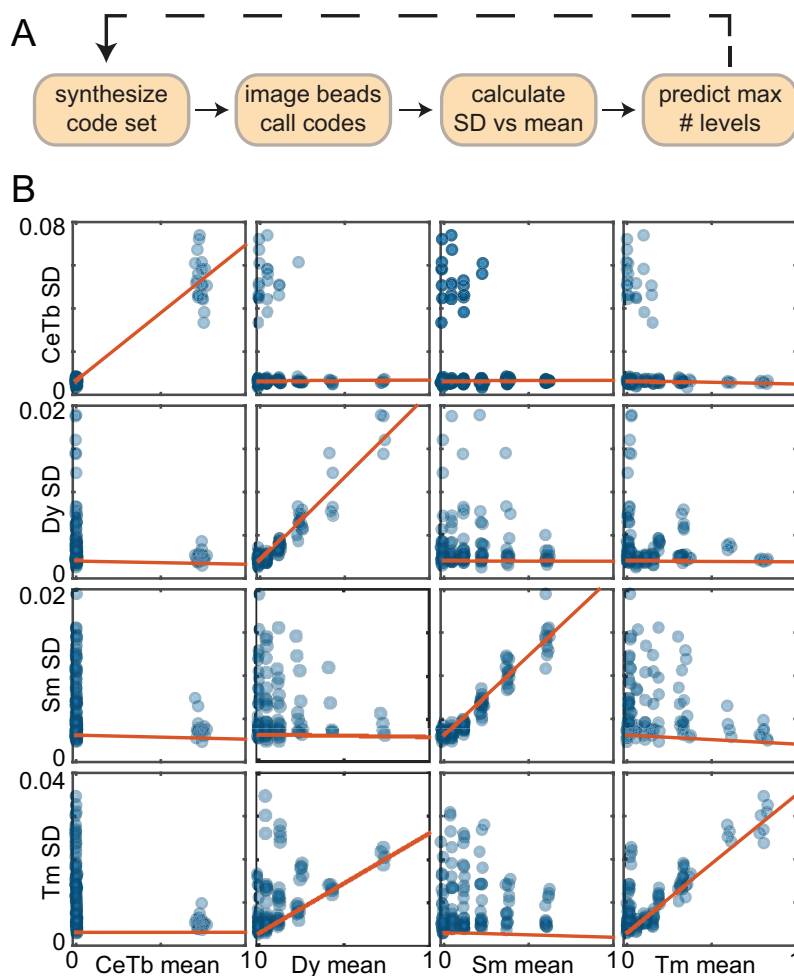 A
synthesize
code set
image beads
call codes
calculate
SD vs mean
predict max
# levels
B
0.08
CeTb SD
0
0.02
Dy SD
0
0.02
Sm SD
0
0.04
Tm SD
0
0 CeTb mean 1 0 Dy mean 1 0 Sm mean 1 0 Tm mean 1